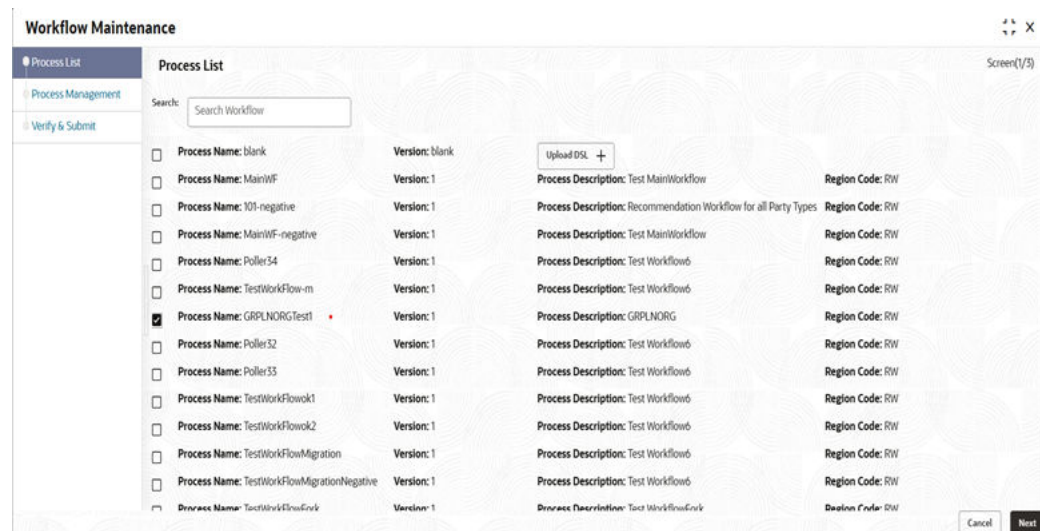 Workflow Maintenance
Process List
Process List
Screen(1/3)
Process Management
Search:
Search Workflow
Verify & Submit
Process Name: blank Version: blank Upload DSL +
Process Name: MainWF Version: 1 Process Description: Test MainWorkflow Region Code: RW
Process Name: 101-negative Version: 1 Process Description: Recommendation Workflow for all Party Types Region Code: RW
Process Name: MainWF-negative Version: 1 Process Description: Test MainWorkflow Region Code: RW
Process Name: Poller34 Version: 1 Process Description: Test Workflow6 Region Code: RW
Process Name: TestWorkFlow-m Version: 1 Process Description: Test Workflow6 Region Code: RW
Process Name: GRPLNORGTest1 Version: 1 Process Description: GRPLNORG Region Code: RW
Process Name: Poller32 Version: 1 Process Description: Test Workflow6 Region Code: RW
Process Name: Poller33 Version: 1 Process Description: Test Workflow6 Region Code: RW
Process Name: TestWorkFlowok1 Version: 1 Process Description: Test Workflow6 Region Code: RW
Process Name: TestWorkFlowok2 Version: 1 Process Description: Test Workflow6 Region Code: RW
Process Name: TestWorkFlowMigration Version: 1 Process Description: Test Workflow6 Region Code: RW
Process Name: TestWorkFlowMigrationNegative Version: 1 Process Description: Test Workflow6 Region Code: RW
Process Name: TestWorkFlowFork Version: 1 Process Description: TestWorkflowFork Region Code: RW
Cancel Next